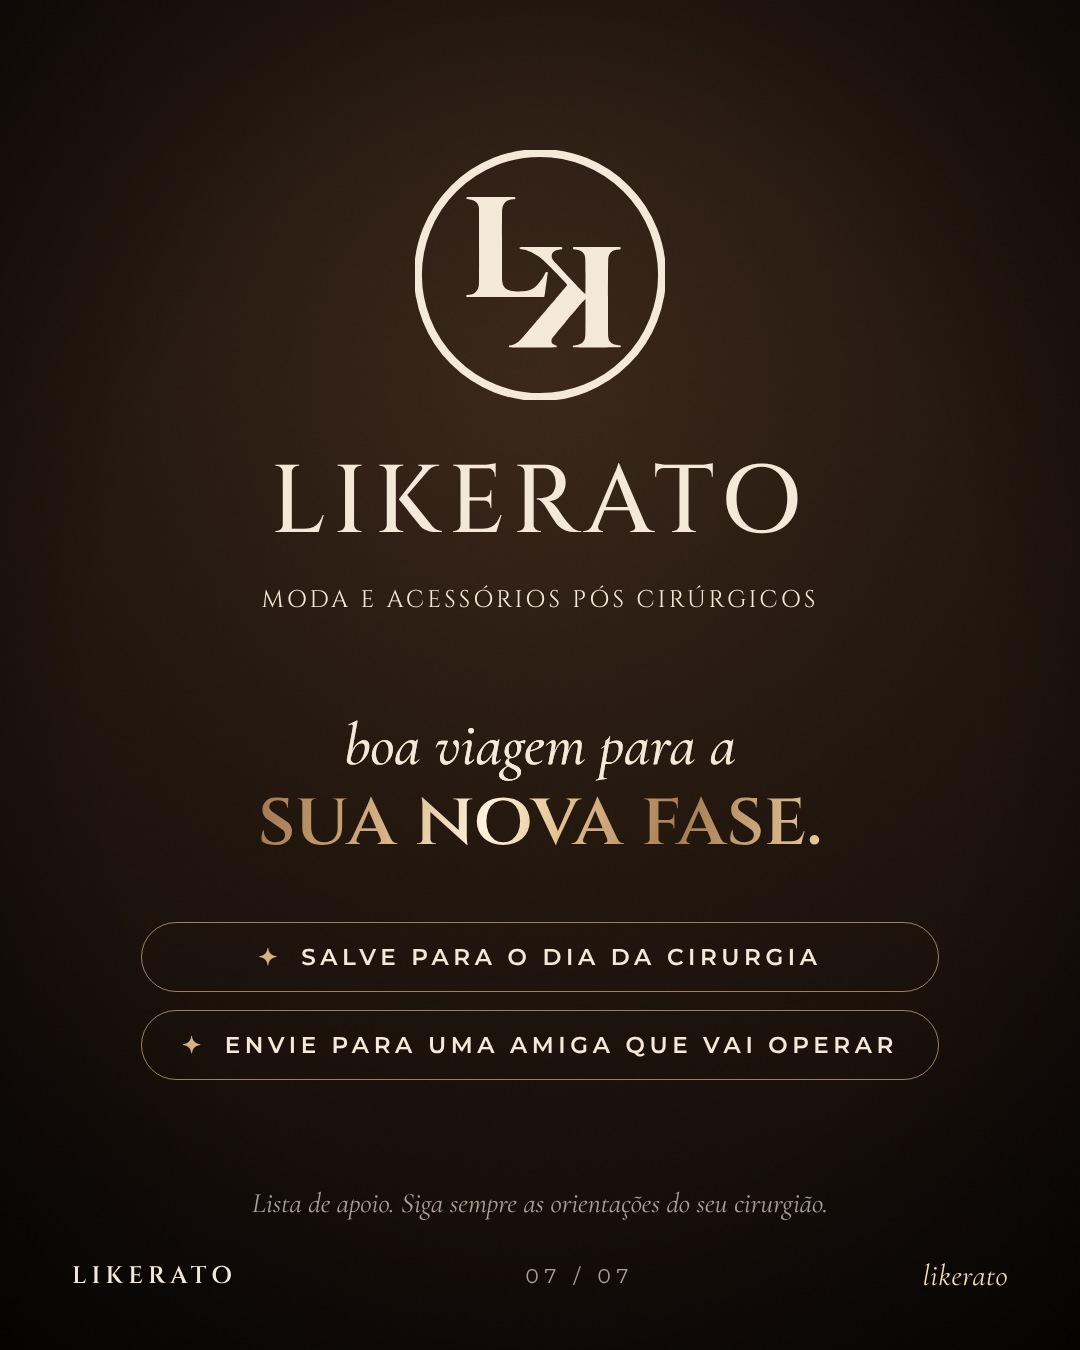 LK
LIKERATO
MODA E ACESSÓRIOS PÓS CIRÚRGICOS
boa viagem para a
SUA NOVA FASE.
✦ SALVE PARA O DIA DA CIRURGIA
✦ ENVIE PARA UMA AMIGA QUE VAI OPERAR
Lista de apoio. Siga sempre as orientações do seu cirurgião.
LIKERATO 07 / 07 likerato